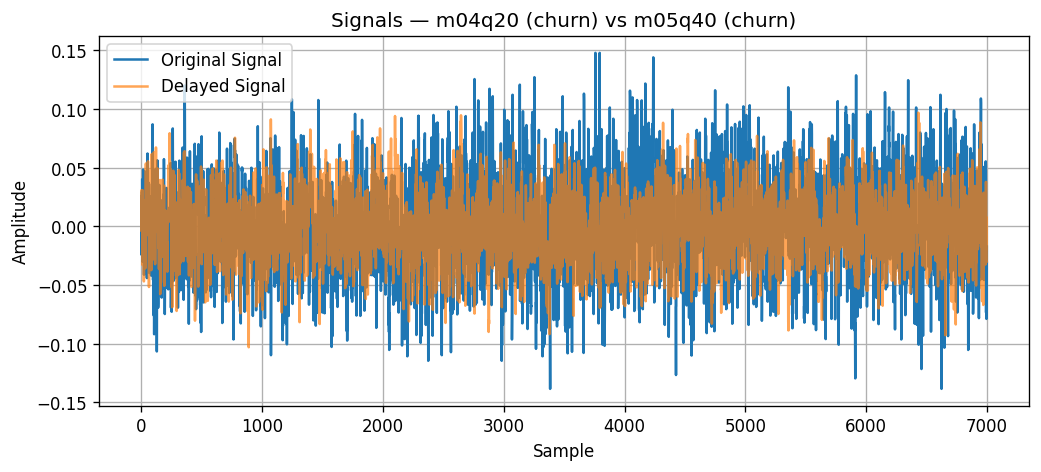 Signals — m04q20 (churn) vs m05q40 (churn)
Original Signal
Delayed Signal
0.15
0.10
0.05
0.00
−0.05
−0.10
−0.15
Amplitude
0 1000 2000 3000 4000 5000 6000 7000
Sample